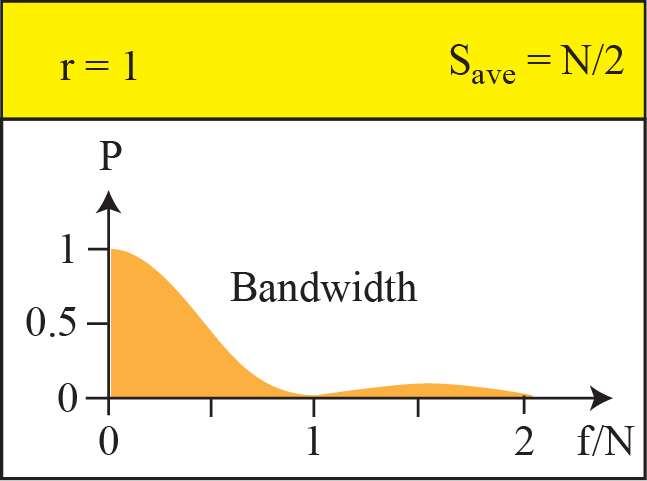 r = 1
S_ave = N/2
P
1
Bandwidth
0.5
0
0
1
2
f/N